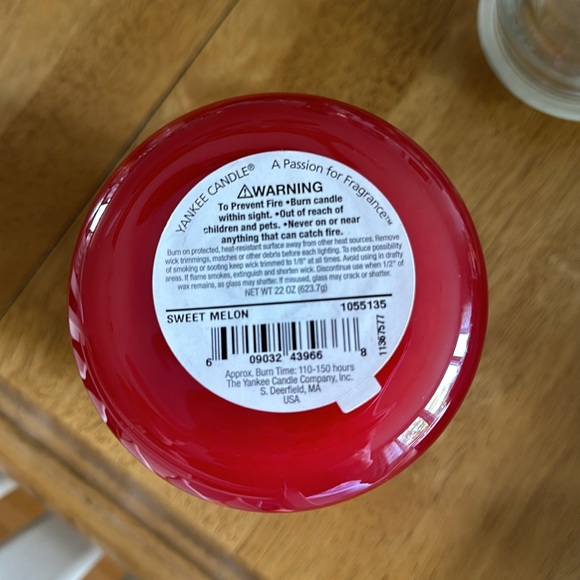 YANKEE CANDLE® A Passion for Fragrance™
⚠WARNING
To Prevent Fire •Burn candle
within sight. •Out of reach of
children and pets. •Never on or near
anything that can catch fire.
Burn on protected, heat-resistant surface away from other heat sources. Remove
wick trimmings, matches or other debris before each lighting. To reduce possibility
of smoking or sooting keep wick trimmed to 1/8" at all times. Avoid using in drafty
areas. If flame smokes, extinguish and shorten wick. Discontinue use when 1/2" of
wax remains, as glass may shatter. If misused, glass may crack or shatter.
NET WT 22 OZ (623.7g)
SWEET MELON 1055135
6 09032 43966 8
11367577
Approx. Burn Time: 110-150 hours
The Yankee Candle Company, Inc.
S. Deerfield, MA
USA